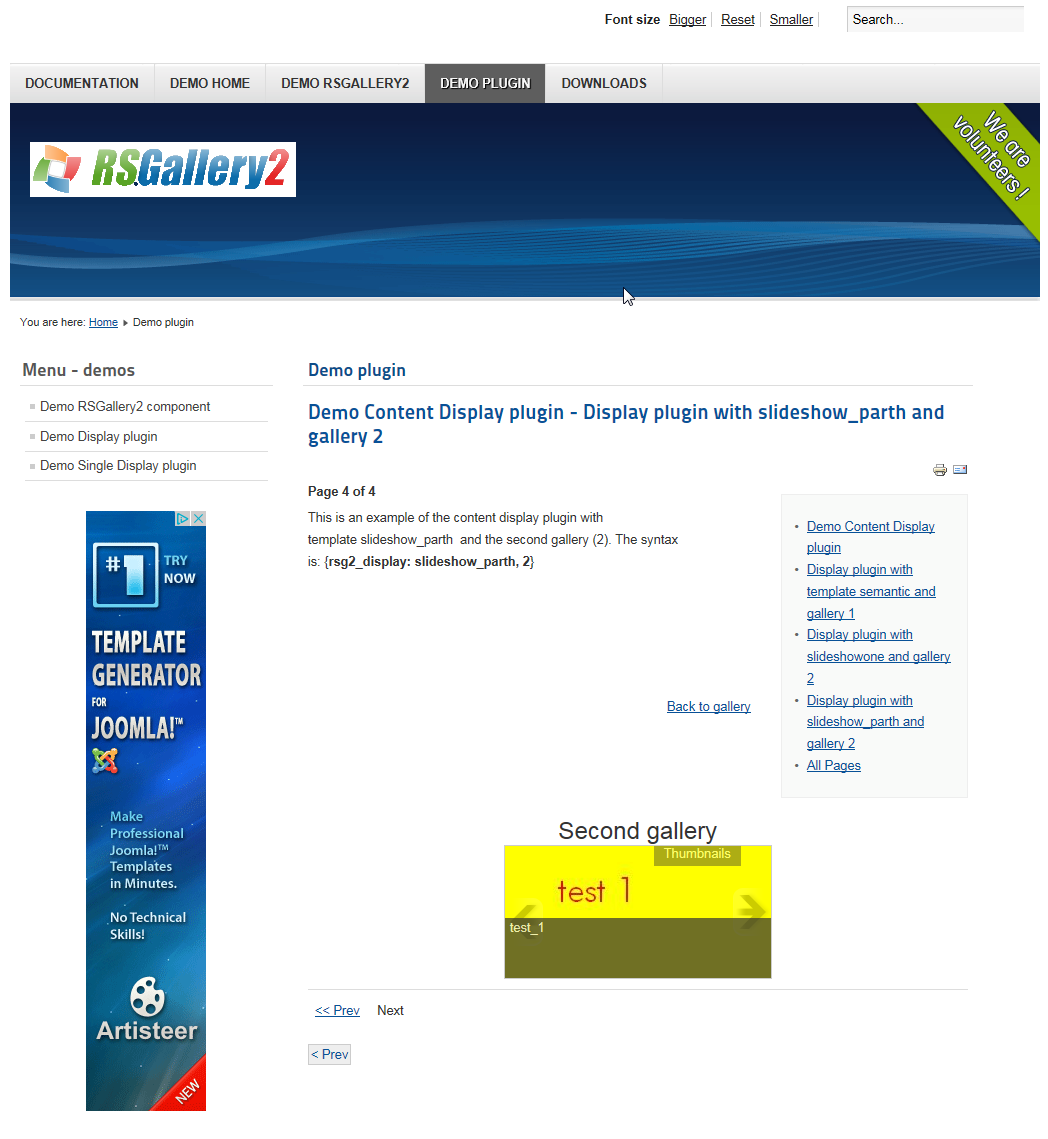 Font size Bigger Reset Smaller Search...
DOCUMENTATION DEMO HOME DEMO RSGALLERY2 DEMO PLUGIN DOWNLOADS
RSGallery2
We are
volunteers !
You are here: Home Demo plugin
Menu - demos
Demo RSGallery2 component
Demo Display plugin
Demo Single Display plugin
#1 TRY
NOW
TEMPLATE
GENERATOR
FOR
JOOMLA!™
Make
Professional
Joomla!™
Templates
in Minutes.
No Technical
Skills!
Artisteer
NEW
Demo plugin
Demo Content Display plugin - Display plugin with slideshow_parth and
gallery 2
Page 4 of 4
This is an example of the content display plugin with
template slideshow_parth and the second gallery (2). The syntax
is: {rsg2_display: slideshow_parth, 2}
Back to gallery
Demo Content Display
plugin
Display plugin with
template semantic and
gallery 1
Display plugin with
slideshowone and gallery
2
Display plugin with
slideshow_parth and
gallery 2
All Pages
Second gallery
Thumbnails
test 1
test_1
<< Prev Next
< Prev